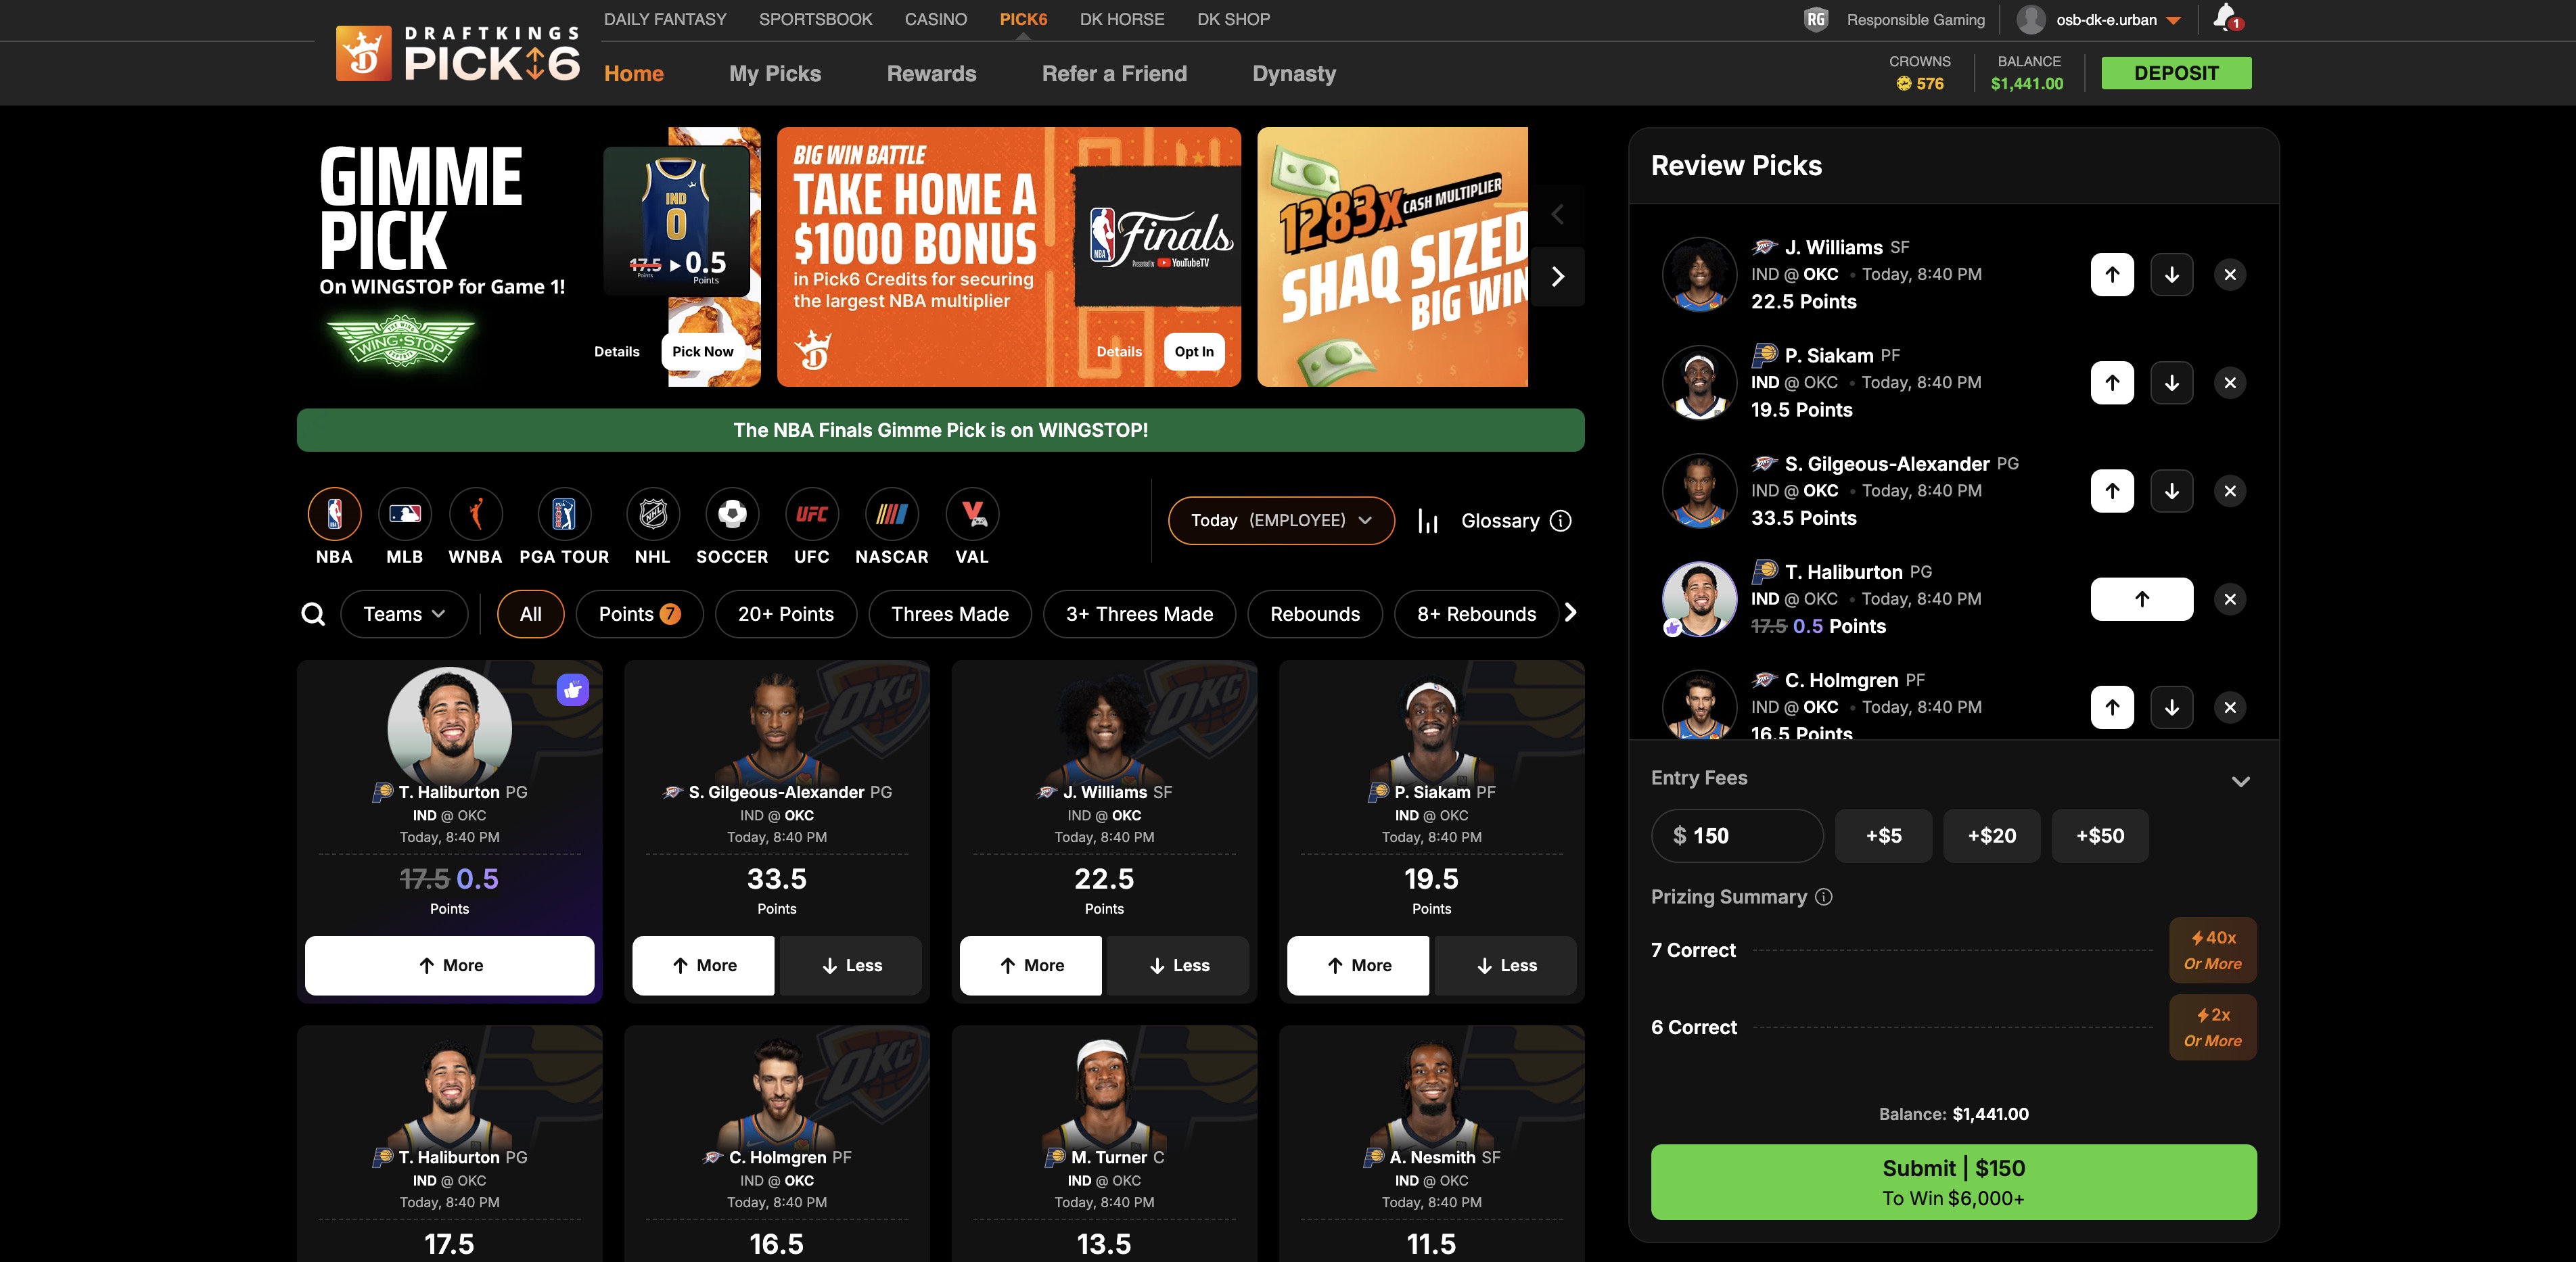 DAILY FANTASY
SPORTSBOOK
CASINO
PICK6
DK HORSE
DK SHOP
RG
Responsible Gaming
osb-dk-e.urban
1
DRAFTKINGS
PICK6
Home
My Picks
Rewards
Refer a Friend
Dynasty
CROWNS
576
BALANCE
$1,441.00
DEPOSIT
GIMME
PICK
On WINGSTOP for Game 1!
WING·STOP
IND
0
17.5 ▶ 0.5
Points Points
Details
Pick Now
BIG WIN BATTLE
TAKE HOME A
$1000 BONUS
in Pick6 Credits for securing
the largest NBA multiplier
NBA
Finals
Presented by YouTubeTV
Details
Opt In
1283X CASH MULTIPLIER
SHAQ SIZED
BIG WIN
The NBA Finals Gimme Pick is on WINGSTOP!
NBA
MLB
WNBA
PGA TOUR
NHL
SOCCER
UFC
UFC
NASCAR
VAL
Today (EMPLOYEE)
Glossary
Teams
All
Points 7
20+ Points
Threes Made
3+ Threes Made
Rebounds
8+ Rebounds
T. Haliburton PG
IND @ OKC
Today, 8:40 PM
17.5 0.5
Points
↑ More
OKC
S. Gilgeous-Alexander PG
IND @ OKC
Today, 8:40 PM
33.5
Points
↑ More
↓ Less
OKC
J. Williams SF
IND @ OKC
Today, 8:40 PM
22.5
Points
↑ More
↓ Less
P. Siakam PF
IND @ OKC
Today, 8:40 PM
19.5
Points
↑ More
↓ Less
T. Haliburton PG
IND @ OKC
Today, 8:40 PM
17.5
OKC
C. Holmgren PF
IND @ OKC
Today, 8:40 PM
16.5
M. Turner C
IND @ OKC
Today, 8:40 PM
13.5
A. Nesmith SF
IND @ OKC
Today, 8:40 PM
11.5
Review Picks
J. Williams SF
IND @ OKC • Today, 8:40 PM
22.5 Points
P. Siakam PF
IND @ OKC • Today, 8:40 PM
19.5 Points
S. Gilgeous-Alexander PG
IND @ OKC • Today, 8:40 PM
33.5 Points
T. Haliburton PG
IND @ OKC • Today, 8:40 PM
17.5 0.5 Points
C. Holmgren PF
IND @ OKC • Today, 8:40 PM
16.5 Points
Entry Fees
$ 150
+$5
+$20
+$50
Prizing Summary
7 Correct
40x
Or More
6 Correct
2x
Or More
Balance: $1,441.00
Submit | $150
To Win $6,000+